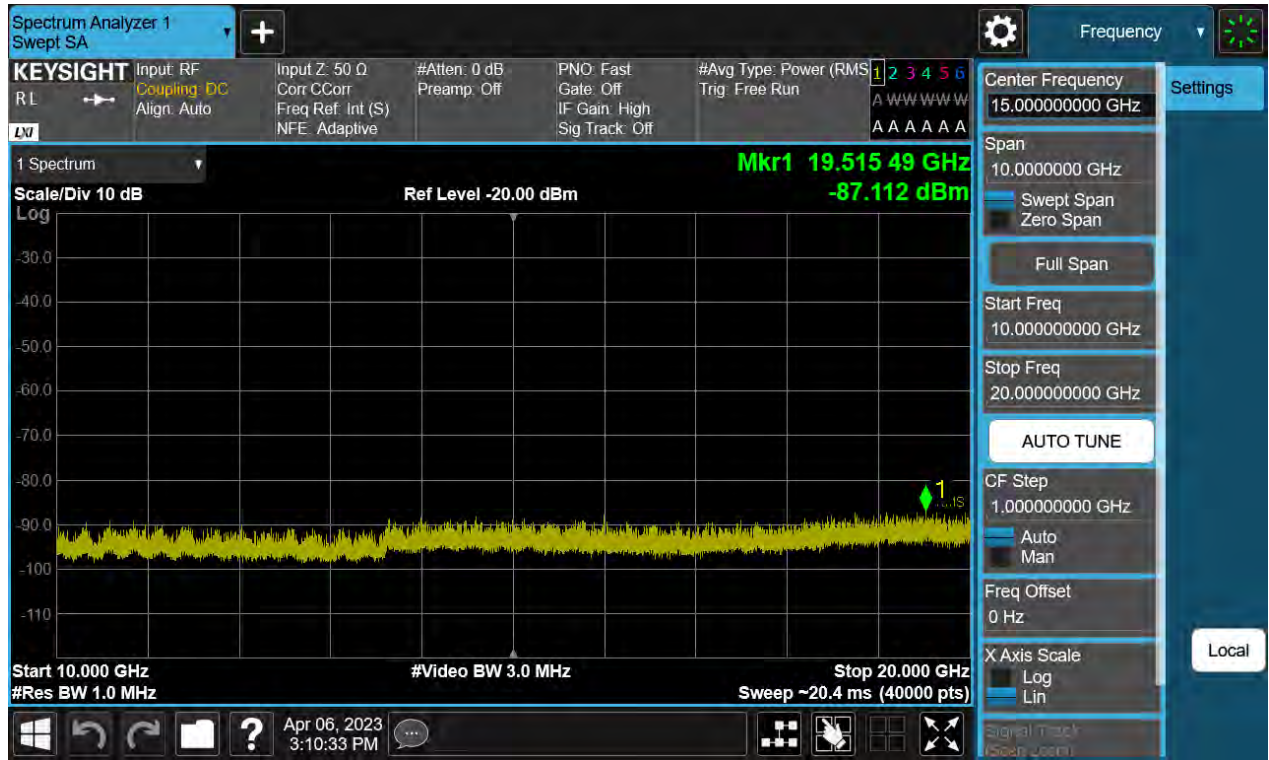 Spectrum Analyzer 1
Swept SA
Frequency
KEYSIGHT
RL
LXI
Input: RF
Coupling: DC
Align: Auto
Input Z: 50 Ω
Corr CCorr
Freq Ref: Int (S)
NFE: Adaptive
#Atten: 0 dB
Preamp: Off
PNO: Fast
Gate: Off
IF Gain: High
Sig Track: Off
#Avg Type: Power (RMS
Trig: Free Run
1 2 3 4 5 6
A W W W W W
A A A A A A
1 Spectrum
Scale/Div 10 dB
Ref Level -20.00 dBm
Mkr1 19.515 49 GHz
-87.112 dBm
Log
-30.0
-40.0
-50.0
-60.0
-70.0
-80.0
-90.0
-100
-110
1
Start 10.000 GHz
#Video BW 3.0 MHz
Stop 20.000 GHz
#Res BW 1.0 MHz
Sweep ~20.4 ms (40000 pts)
Center Frequency
15.000000000 GHz
Span
10.0000000 GHz
Swept Span
Zero Span
Full Span
Start Freq
10.000000000 GHz
Stop Freq
20.000000000 GHz
AUTO TUNE
CF Step
1.000000000 GHz
Auto
Man
Freq Offset
0 Hz
X Axis Scale
Log
Lin
Signal Track
(Span Zoom)
Settings
Local
?
Apr 06, 2023
3:10:33 PM